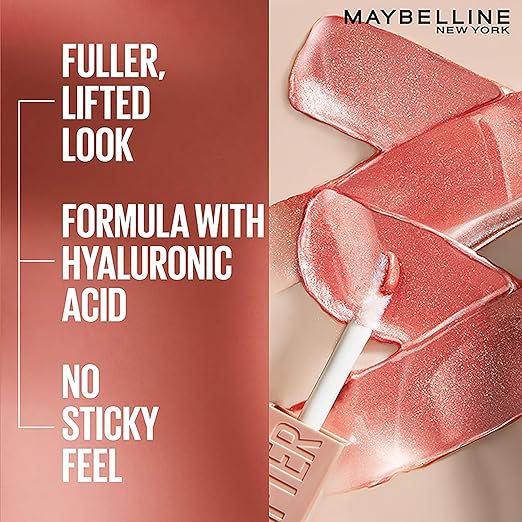 MAYBELLINE
NEW YORK
FULLER,
LIFTED
LOOK
FORMULA WITH
HYALURONIC
ACID
NO
STICKY
FEEL